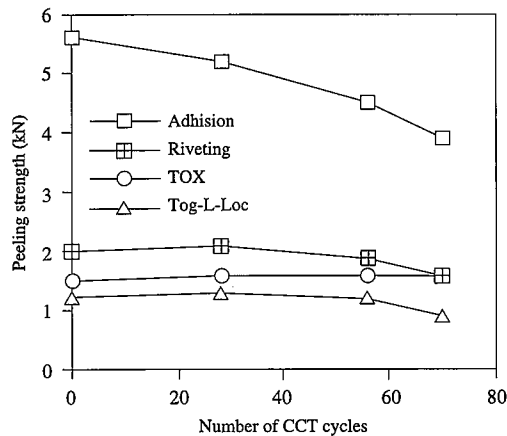 6
5
4
3
2
1
0
Peeling strength (kN)
Adhision
Riveting
TOX
Tog-L-Loc
0 20 40 60 80
Number of CCT cycles